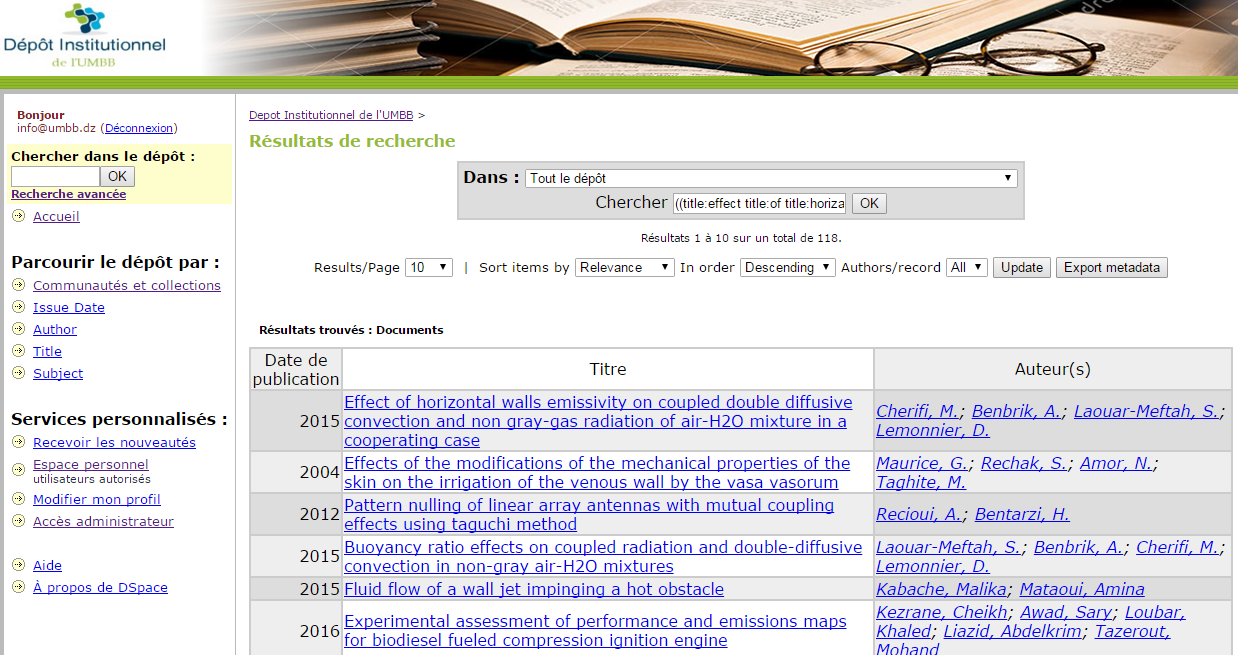 Dépôt Institutionnel
de l'UMBB
Bonjour
info@umbb.dz (Déconnexion)
Chercher dans le dépôt :
OK
Recherche avancée
Accueil
Parcourir le dépôt par :
Communautés et collections
Issue Date
Author
Title
Subject
Services personnalisés :
Recevoir les nouveautés
Espace personnel
utilisateurs autorisés
Modifier mon profil
Accès administrateur
Aide
À propos de DSpace
Depot Institutionnel de l'UMBB >
Résultats de recherche
Dans : Tout le dépôt
Chercher ((title:effect title:of title:horiza OK
Résultats 1 à 10 sur un total de 118.
Results/Page 10 | Sort items by Relevance In order Descending Authors/record All Update Export metadata
Résultats trouvés : Documents
Date de
publication
Titre
Auteur(s)
2015
Effect of horizontal walls emissivity on coupled double diffusive
convection and non gray-gas radiation of air-H2O mixture in a
cooperating case
Cherifi, M.; Benbrik, A.; Laouar-Meftah, S.;
Lemonnier, D.
2004
Effects of the modifications of the mechanical properties of the
skin on the irrigation of the venous wall by the vasa vasorum
Maurice, G.; Rechak, S.; Amor, N.;
Taghite, M.
2012
Pattern nulling of linear array antennas with mutual coupling
effects using taguchi method
Recioui, A.; Bentarzi, H.
2015
Buoyancy ratio effects on coupled radiation and double-diffusive
convection in non-gray air-H2O mixtures
Laouar-Meftah, S.; Benbrik, A.; Cherifi, M.;
Lemonnier, D.
2015
Fluid flow of a wall jet impinging a hot obstacle
Kabache, Malika; Mataoui, Amina
2016
Experimental assessment of performance and emissions maps
for biodiesel fueled compression ignition engine
Kezrane, Cheikh; Awad, Sary; Loubar,
Khaled; Liazid, Abdelkrim; Tazerout,
Mohand